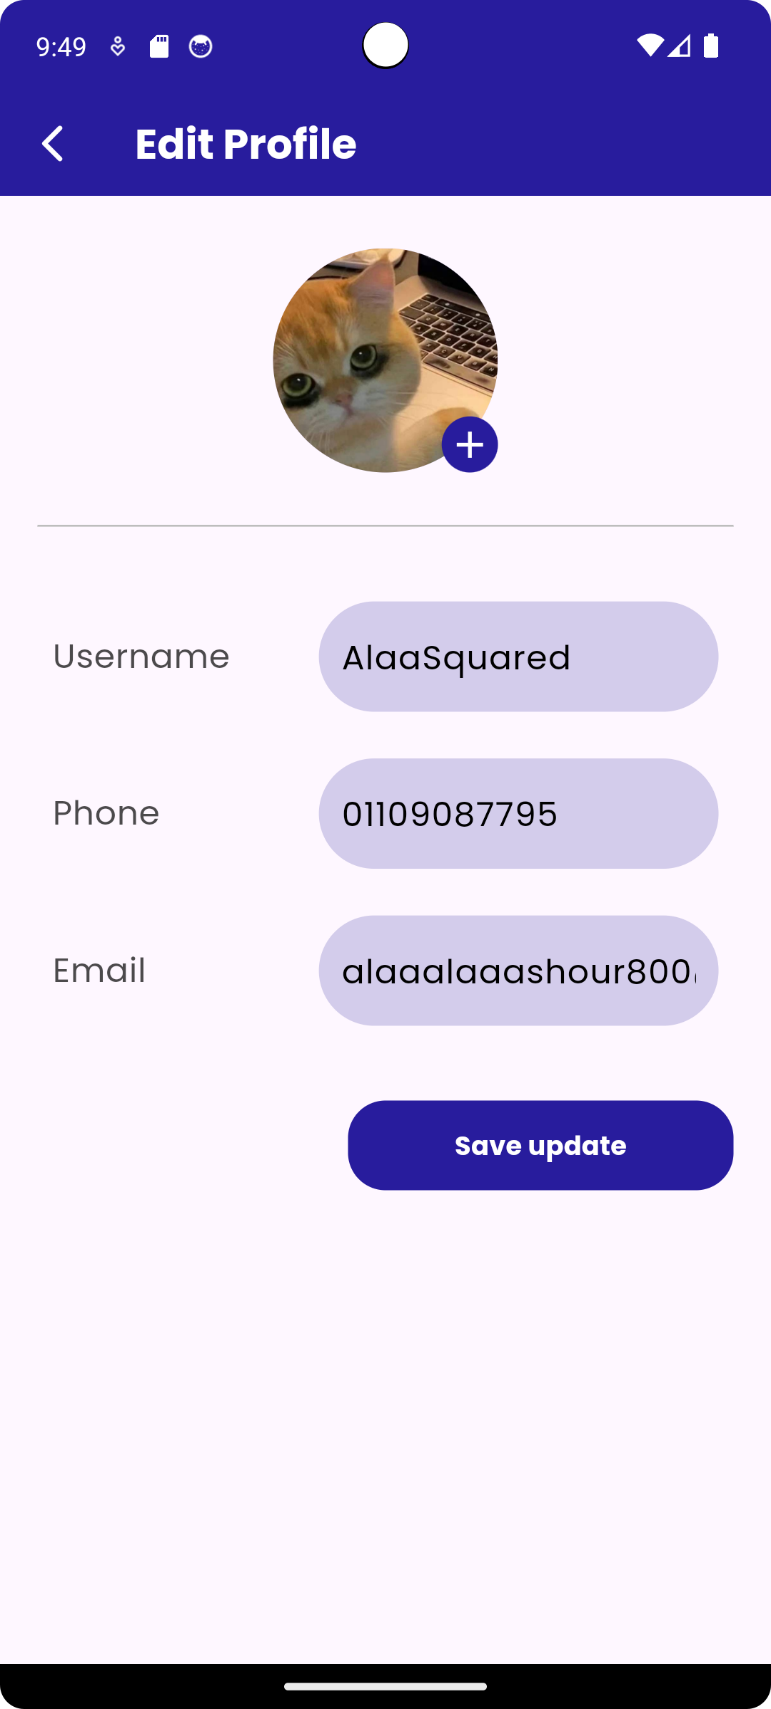 9:49
Edit Profile
Username
AlaaSquared
Phone
01109087795
Email
alaaalaaashour800
Save update